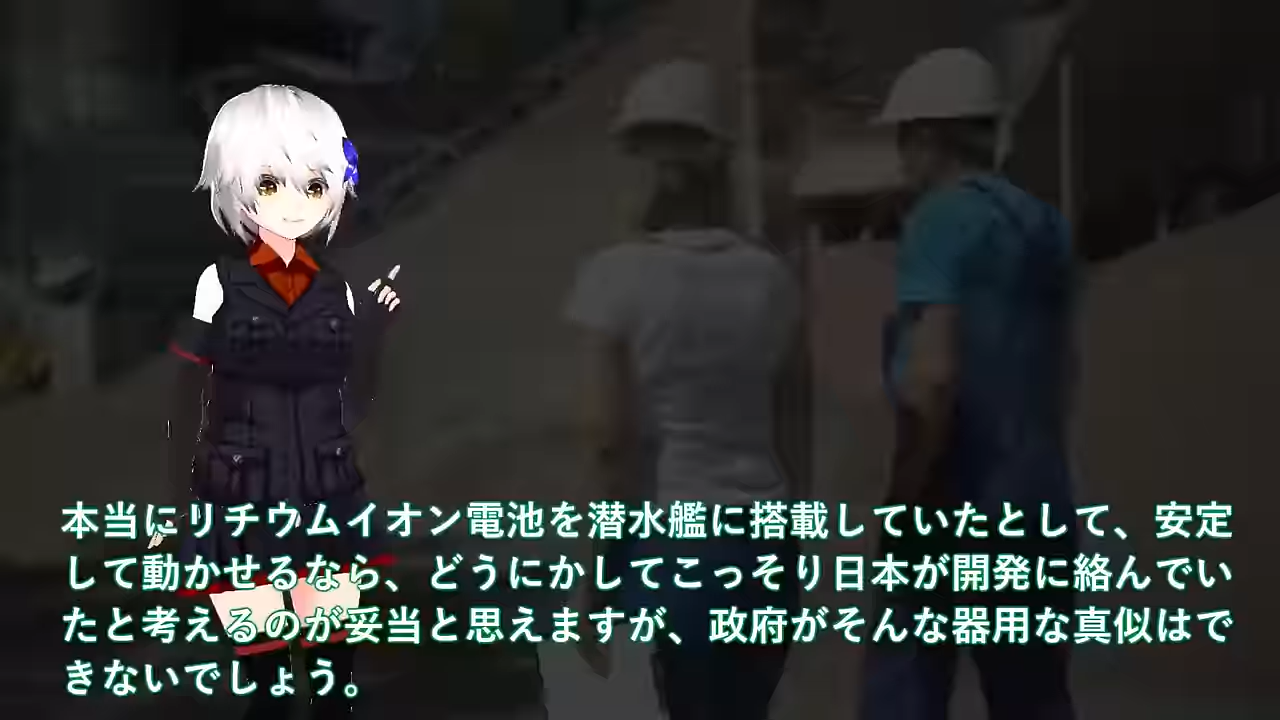 本当にリチウムイオン電池を潜水艦に搭載していたとして、安定
して動かせるなら、どうにかしてこっそり日本が開発に絡んでい
たと考えるのが妥当と思えますが、政府がそんな器用な真似はで
きないでしょう。